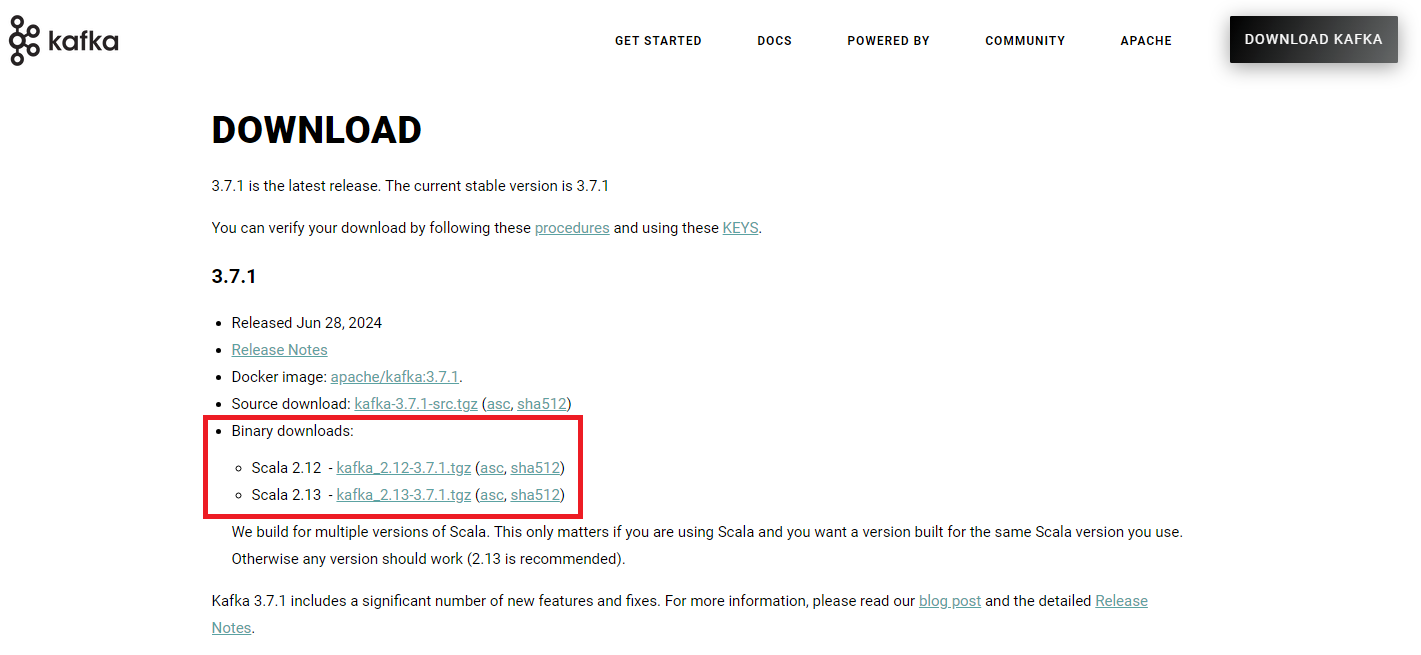 kafka
GET STARTED
DOCS
POWERED BY
COMMUNITY
APACHE
DOWNLOAD KAFKA
DOWNLOAD
3.7.1 is the latest release. The current stable version is 3.7.1
You can verify your download by following these procedures and using these KEYS.
3.7.1
Released Jun 28, 2024
Release Notes
Docker image: apache/kafka:3.7.1.
Source download: kafka-3.7.1-src.tgz (asc, sha512)
Binary downloads:
Scala 2.12 - kafka_2.12-3.7.1.tgz (asc, sha512)
Scala 2.13 - kafka_2.13-3.7.1.tgz (asc, sha512)
We build for multiple versions of Scala. This only matters if you are using Scala and you want a version built for the same Scala version you use.
Otherwise any version should work (2.13 is recommended).
Kafka 3.7.1 includes a significant number of new features and fixes. For more information, please read our blog post and the detailed Release
Notes.